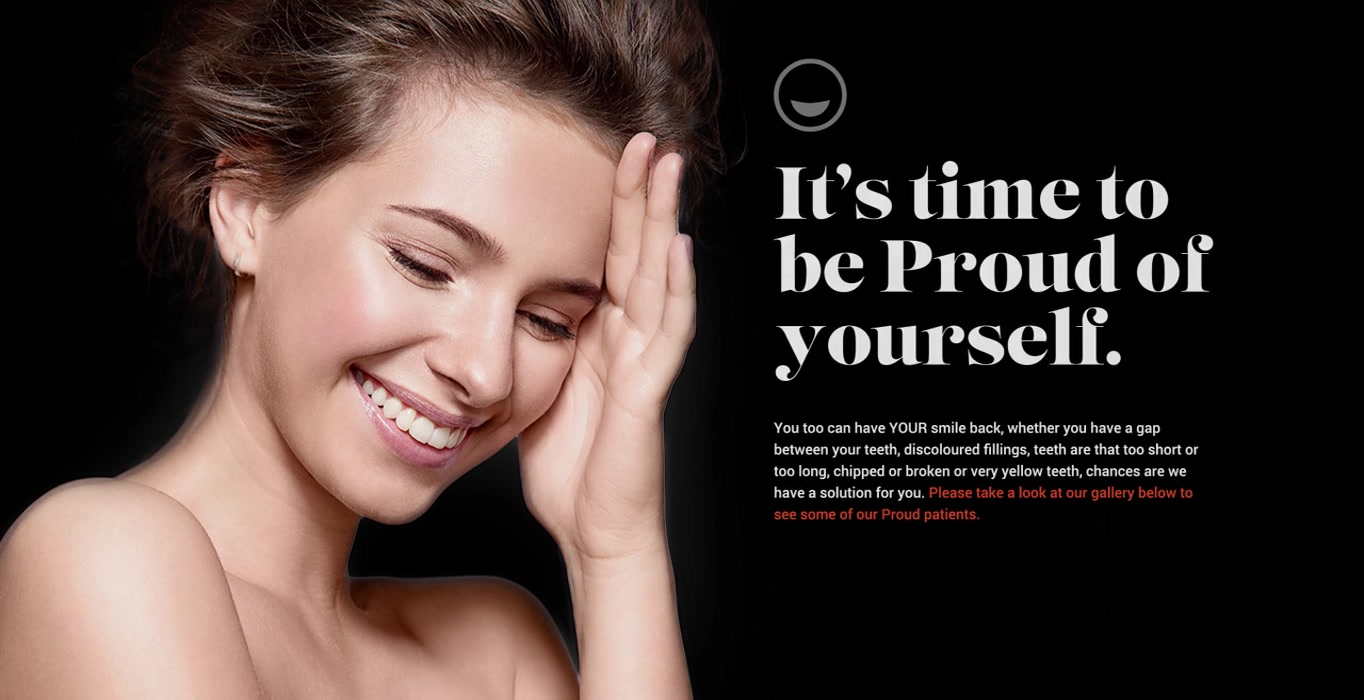 It’s time to
be Proud of
yourself.
You too can have YOUR smile back, whether you have a gap
between your teeth, discoloured fillings, teeth are that too short or
too long, chipped or broken or very yellow teeth, chances are we
have a solution for you. Please take a look at our gallery below to
see some of our Proud patients.